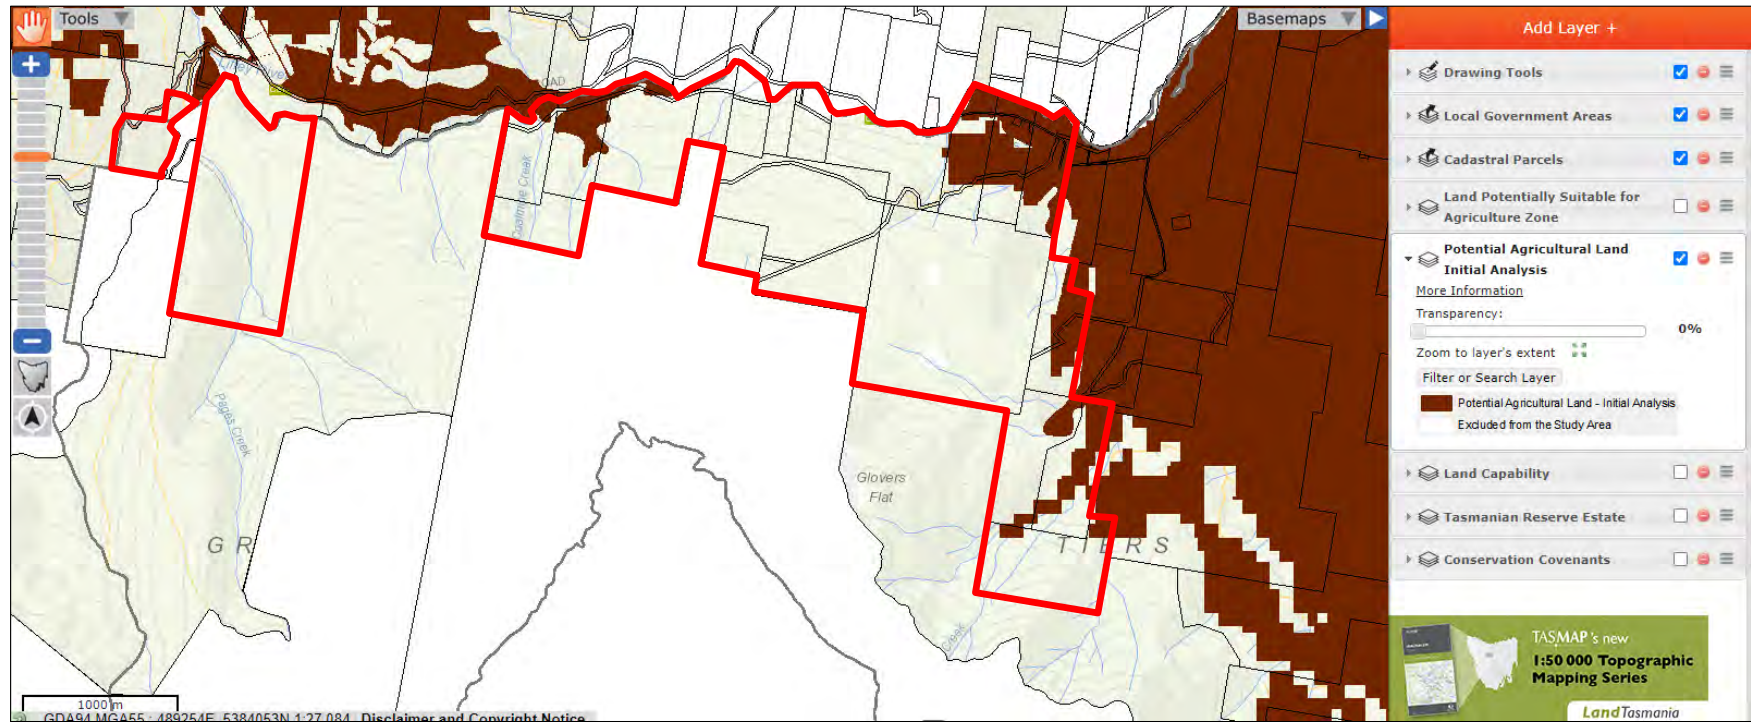 Tools
Basemaps
Liffey River
ROAD
Creek
Pages Creek
Glovers
Flat
G R
T I E R S
Creek
1000 m
GDA94 MGA55 : 489254E, 5384053N 1:27,084 Disclaimer and Copyright Notice
Add Layer +
Drawing Tools
Local Government Areas
Cadastral Parcels
Land Potentially Suitable for
Agriculture Zone
Potential Agricultural Land
Initial Analysis
More Information
Transparency:
0%
Zoom to layer's extent
Filter or Search Layer
Potential Agricultural Land - Initial Analysis
Excluded from the Study Area
Land Capability
Tasmanian Reserve Estate
Conservation Covenants
TASMAP's new
1:50 000 Topographic
Mapping Series
LandTasmania